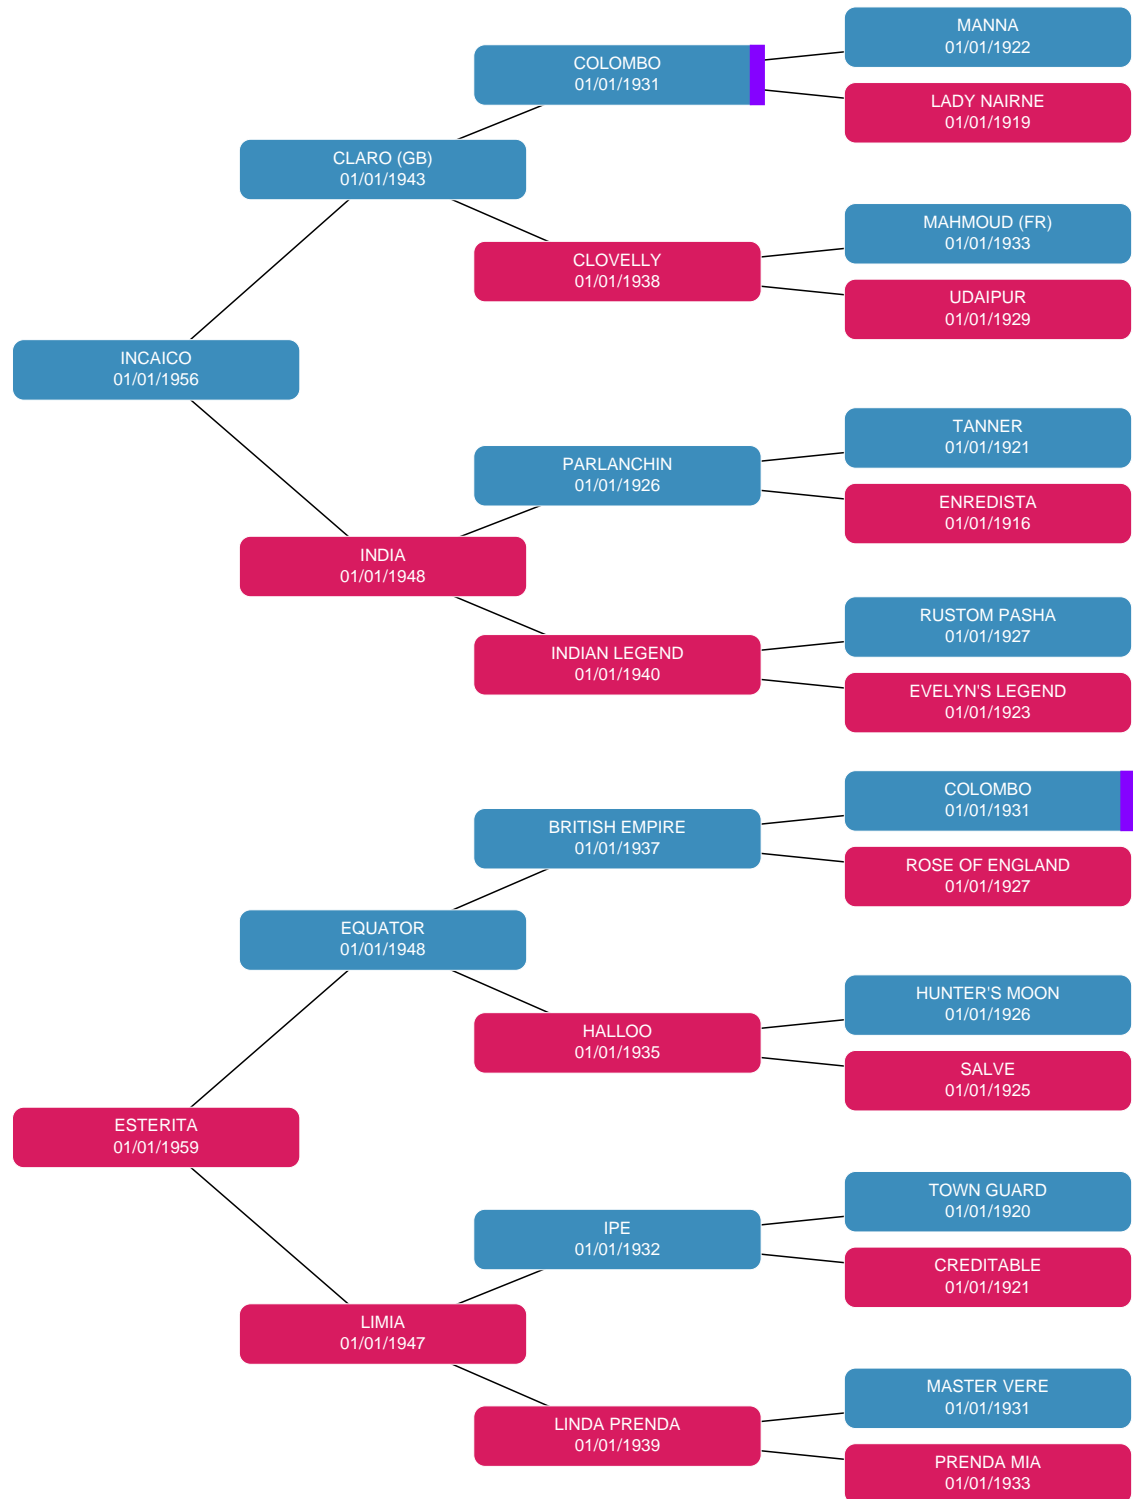 MANNA
01/01/1922
COLOMBO
01/01/1931
LADY NAIRNE
01/01/1919
CLARO (GB)
01/01/1943
MAHMOUD (FR)
01/01/1933
CLOVELLY
01/01/1938
UDAIPUR
01/01/1929
INCAICO
01/01/1956
TANNER
01/01/1921
PARLANCHIN
01/01/1926
ENREDISTA
01/01/1916
INDIA
01/01/1948
RUSTOM PASHA
01/01/1927
INDIAN LEGEND
01/01/1940
EVELYN'S LEGEND
01/01/1923
COLOMBO
01/01/1931
BRITISH EMPIRE
01/01/1937
ROSE OF ENGLAND
01/01/1927
EQUATOR
01/01/1948
HUNTER'S MOON
01/01/1926
HALLOO
01/01/1935
SALVE
01/01/1925
ESTERITA
01/01/1959
TOWN GUARD
01/01/1920
IPE
01/01/1932
CREDITABLE
01/01/1921
LIMIA
01/01/1947
MASTER VERE
01/01/1931
LINDA PRENDA
01/01/1939
PRENDA MIA
01/01/1933